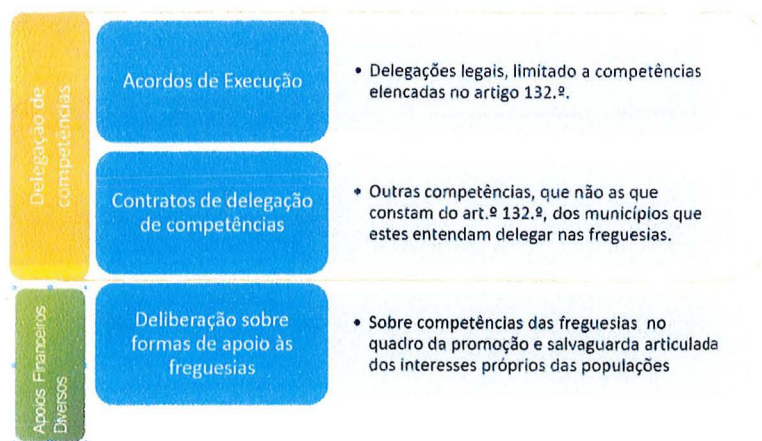 Delegação de
competências
Acordos de Execução
• Delegações legais, limitado a competências
elencadas no artigo 132.º.
Contratos de delegação
de competências
• Outras competências, que não as que
constam do art.º 132.º, dos municípios que
estes entendam delegar nas freguesias.
Apoios Financeiros
Diversos
Deliberação sobre
formas de apoio às
freguesias
• Sobre competências das freguesias no
quadro da promoção e salvaguarda articulada
dos interesses próprios das populações